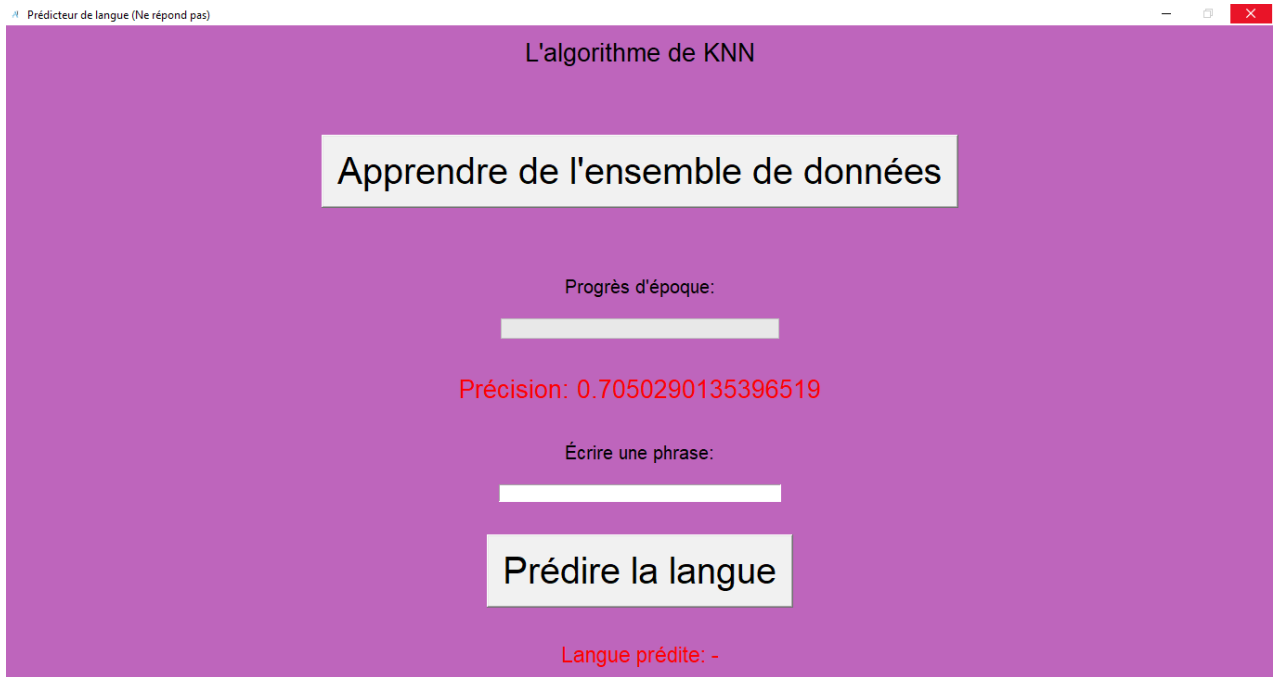 Prédicteur de langue (Ne répond pas)
L'algorithme de KNN
Apprendre de l'ensemble de données
Progrès d'époque:
Précision: 0.7050290135396519
Écrire une phrase:
Prédire la langue
Langue prédite: -